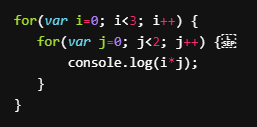 for(var i=0; i<3; i++) {
   for(var j=0; j<2; j++) {
      console.log(i*j);
   }
}